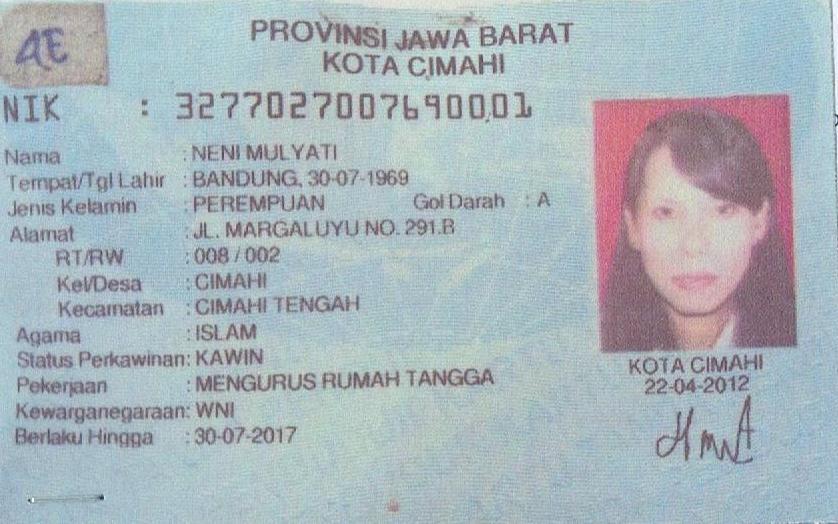 4E
PROVINSI JAWA BARAT
KOTA CIMAHI
NIK : 3277027007690001
Nama : NENI MULYATI
Tempat/Tgl Lahir : BANDUNG, 30-07-1969
Jenis Kelamin : PEREMPUAN Gol Darah : A
Alamat : JL. MARGALUYU NO. 291.B
RT/RW : 008 / 002
Kel/Desa : CIMAHI
Kecamatan : CIMAHI TENGAH
Agama : ISLAM
Status Perkawinan: KAWIN
Pekerjaan : MENGURUS RUMAH TANGGA
Kewarganegaraan: WNI
Berlaku Hingga : 30-07-2017
KOTA CIMAHI
22-04-2012